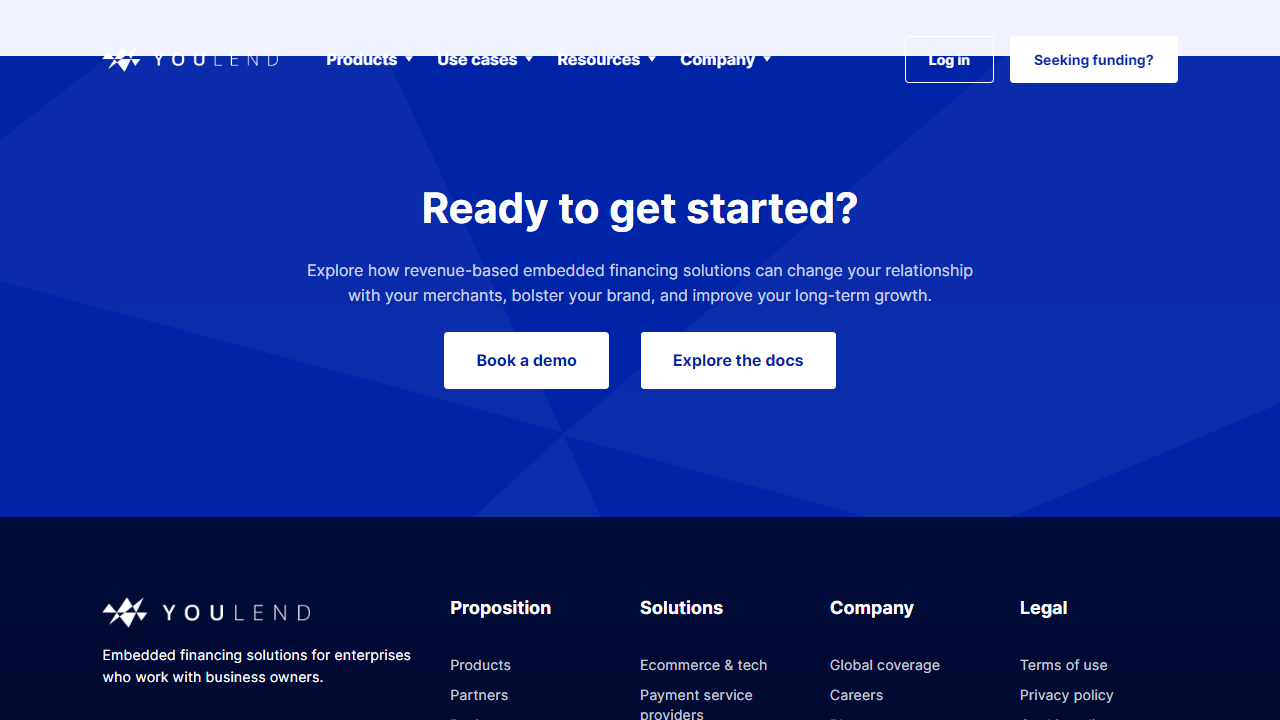 YOULEND
Products
Use cases
Resources
Company
Log in
Seeking funding?
Ready to get started?
Explore how revenue-based embedded financing solutions can change your relationship
with your merchants, bolster your brand, and improve your long-term growth.
Book a demo
Explore the docs
YOULEND
Embedded financing solutions for enterprises
who work with business owners.
Proposition
Products
Partners
Solutions
Ecommerce & tech
Payment service
providers
Company
Global coverage
Careers
Legal
Terms of use
Privacy policy